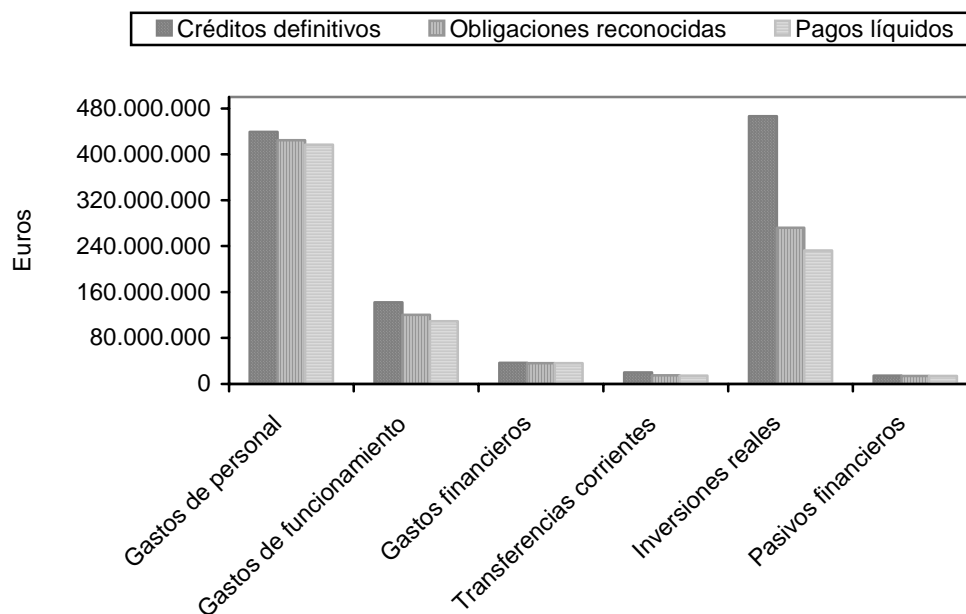 Créditos definitivos Obligaciones reconocidas Pagos líquidos
Euros
480.000.000
400.000.000
320.000.000
240.000.000
160.000.000
80.000.000
0
Gastos de personal
Gastos de funcionamiento
Gastos financieros
Transferencias corrientes
Inversiones reales
Pasivos financieros